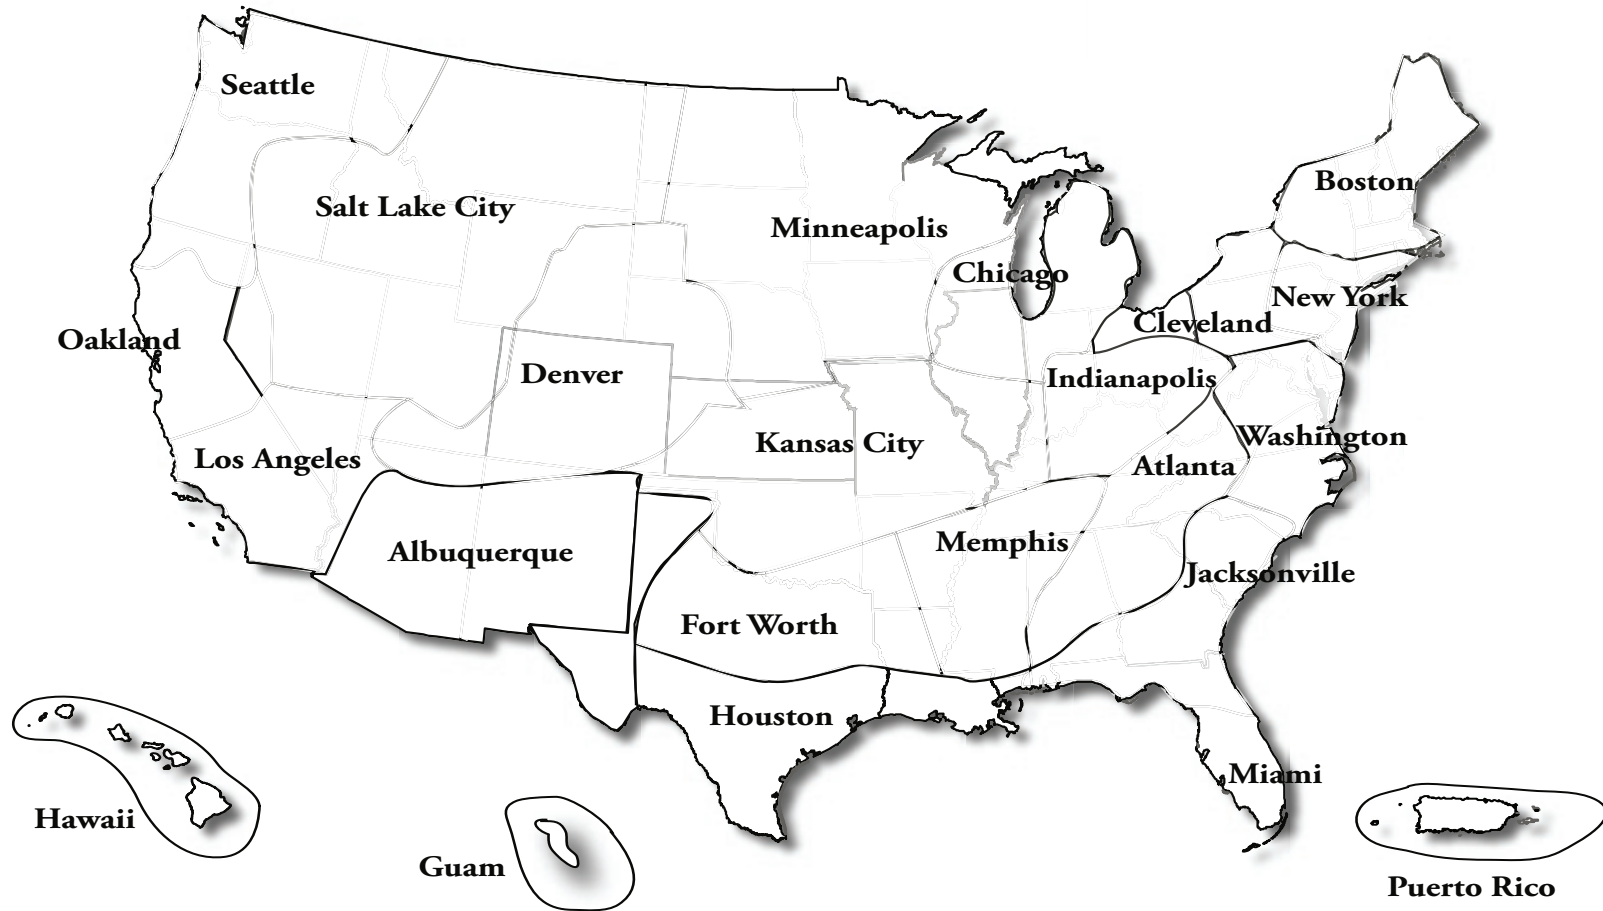 Seattle
Boston
Salt Lake City
Minneapolis
Chicago
New York
Cleveland
Oakland
Denver
Indianapolis
Washington
Kansas City
Los Angeles
Atlanta
Memphis
Albuquerque
Jacksonville
Fort Worth
Houston
Miami
Hawaii
Guam
Puerto Rico